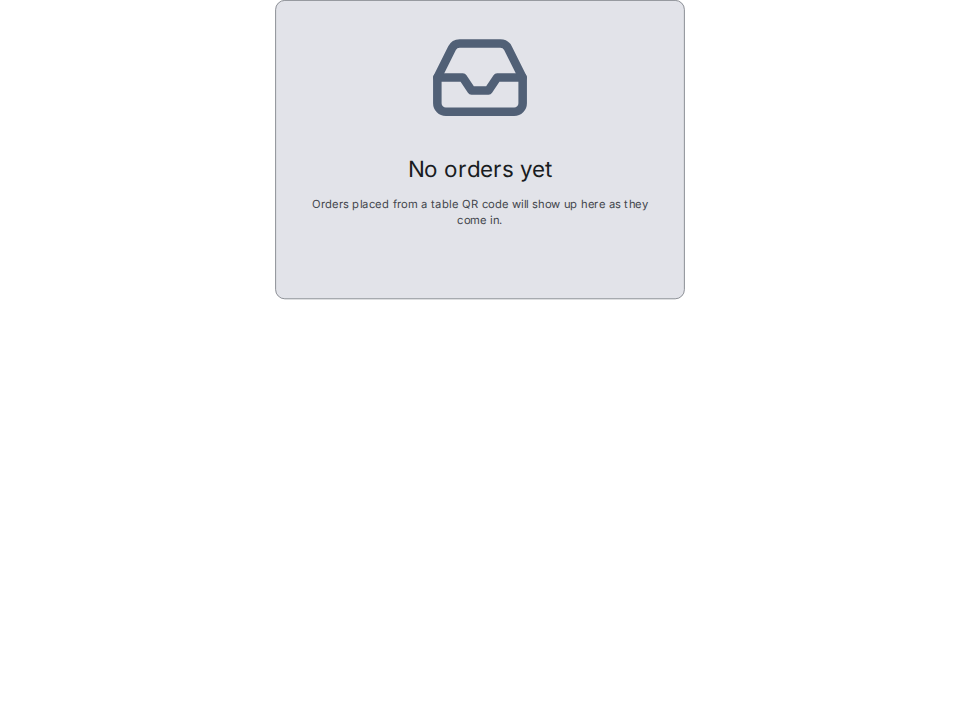 No orders yet
Orders placed from a table QR code will show up here as they
come in.